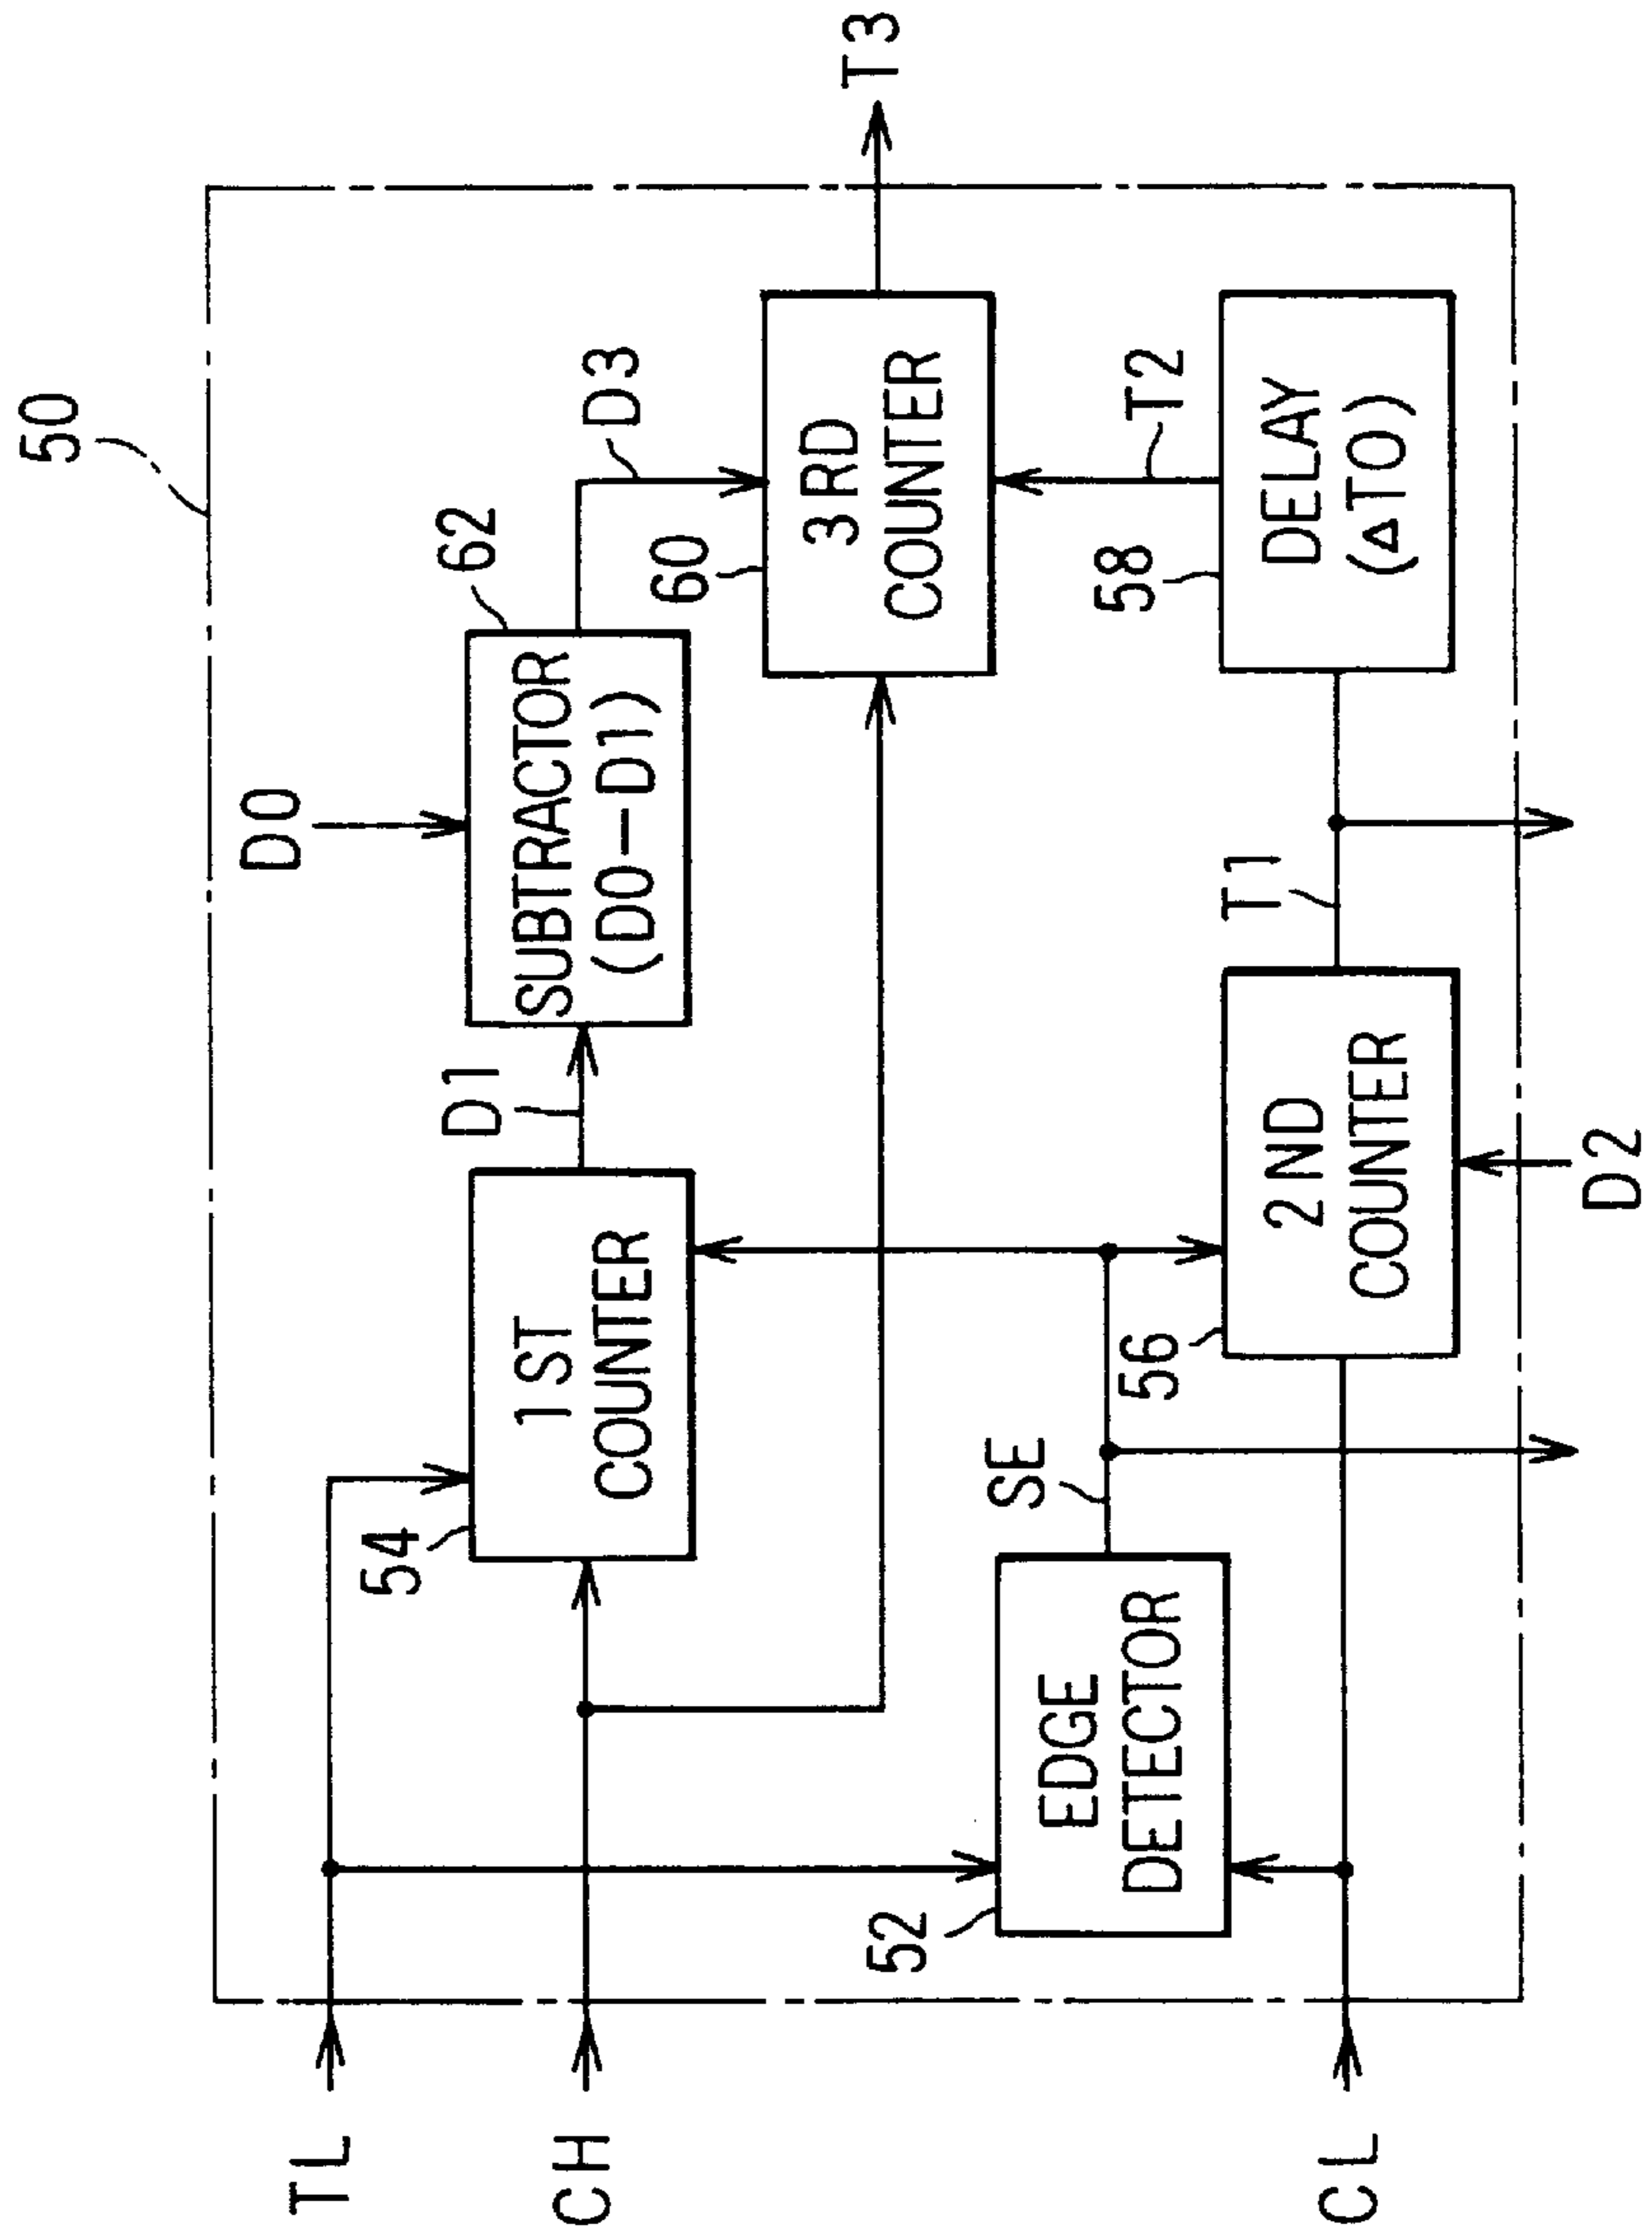 50
TL
CH
CL
D0
54
1ST
COUNTER
D1
62
SUBTRACTOR
(D0-D1)
D3
60
3RD
COUNTER
T3
52
EDGE
DETECTOR
SE
56
2ND
COUNTER
D2
T1
58
DELAY
(ΔT0)
T2